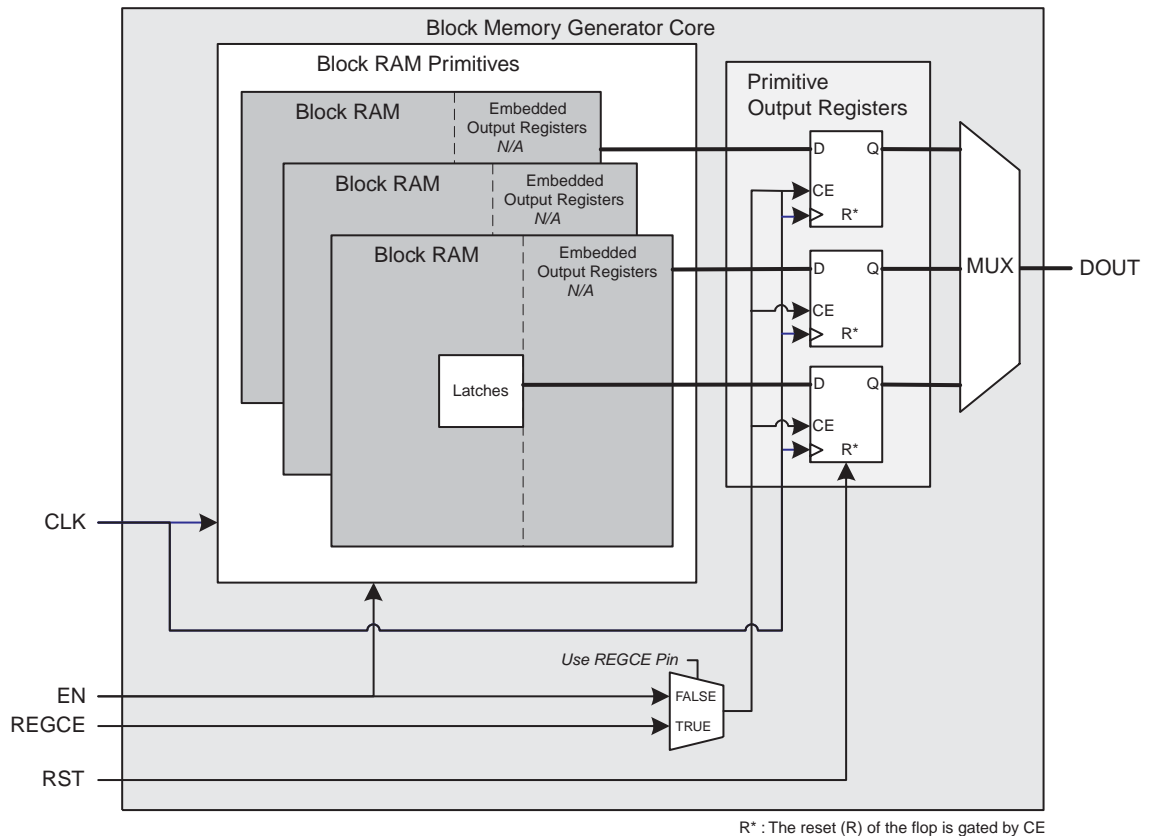 Block Memory Generator Core
Block RAM Primitives
Primitive
Output Registers
Block RAM
Embedded
Output Registers
N/A
Block RAM
Embedded
Output Registers
N/A
Block RAM
Embedded
Output Registers
N/A
Latches
D
Q
CE
R*
D
Q
CE
R*
D
Q
CE
R*
MUX
DOUT
CLK
Use REGCE Pin
EN
FALSE
REGCE
TRUE
RST
R* : The reset (R) of the flop is gated by CE